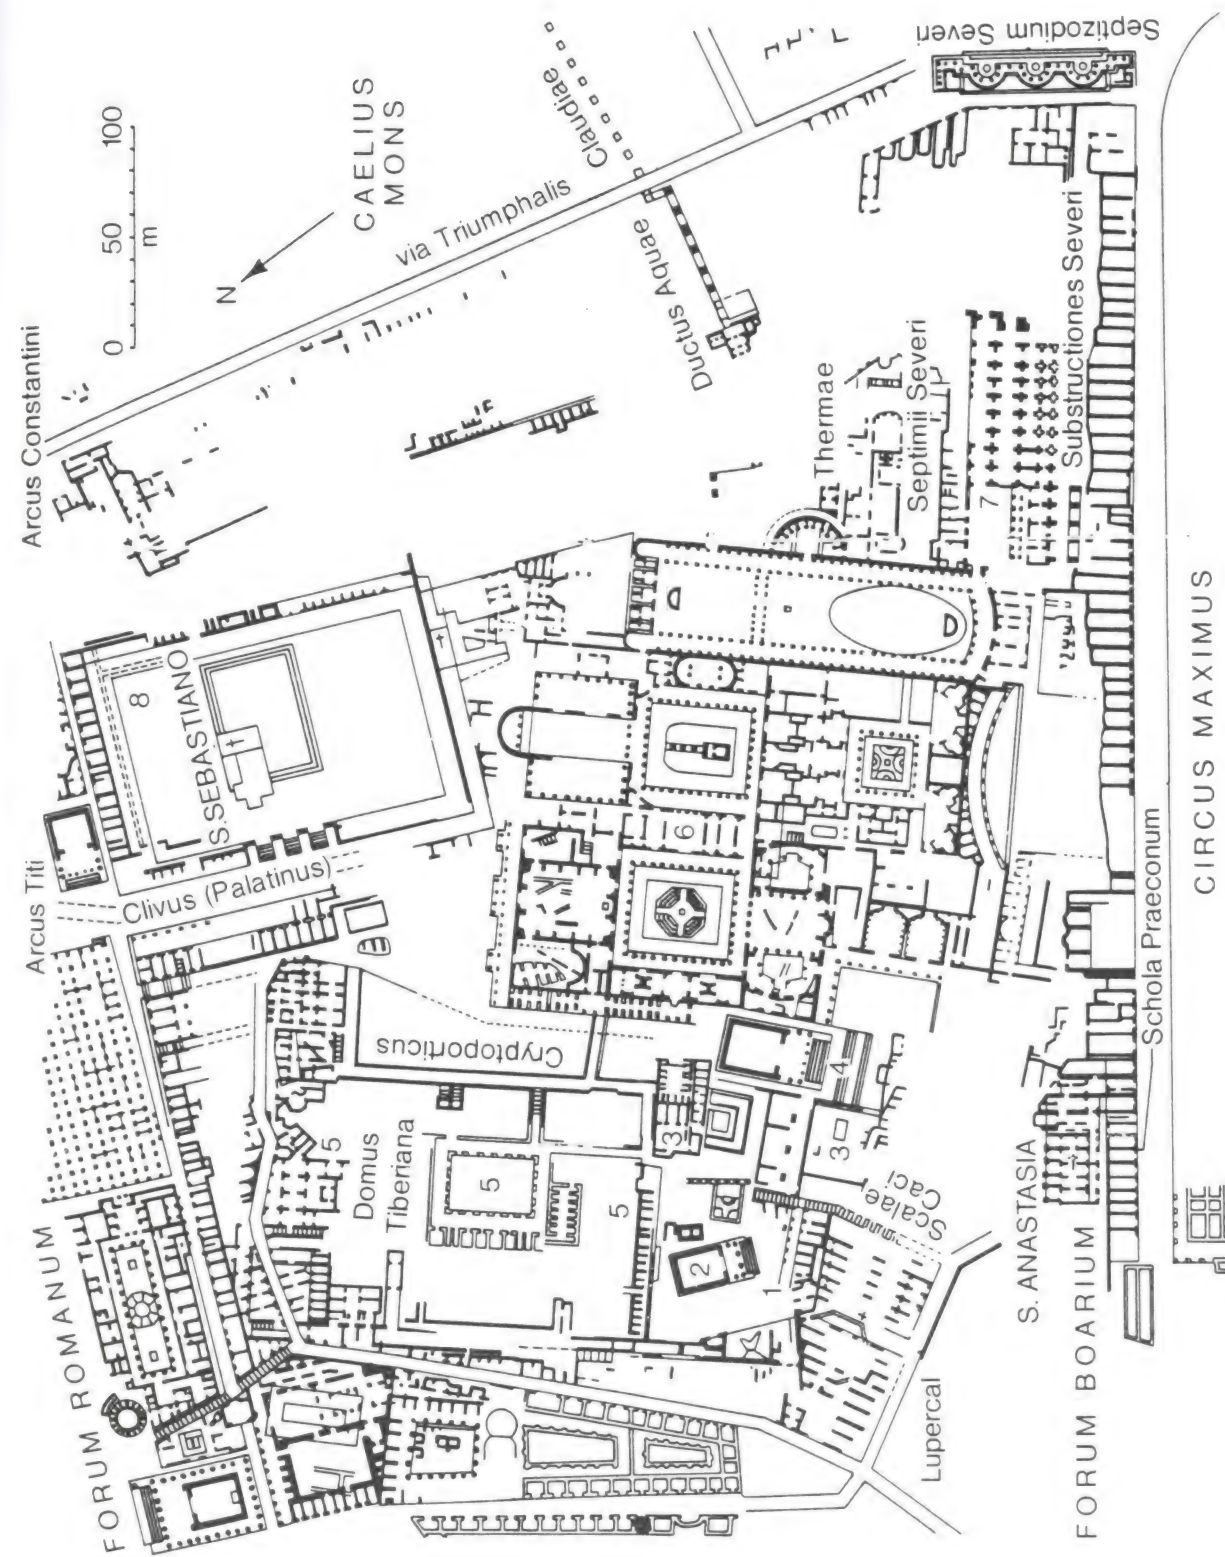 Septizodium Severi
Claudiae
CAELIUS
MONS
via Triumphalis
Ductus Aquae
N
0 50 100
m
Arcus Constantini
Thermae
Septimii Severi
7
Substructiones Severi
8
S.SEBASTIANO
Arcus Titi
Clivus (Palatinus)
6
CIRCUS MAXIMUS
Schola Praeconum
Cryptoporticus
4
3
3
5
Domus
Tiberiana
5
5
Scalae
Caci
2
1
S. ANASTASIA
FORUM ROMANUM
FORUM BOARIUM
Lupercal